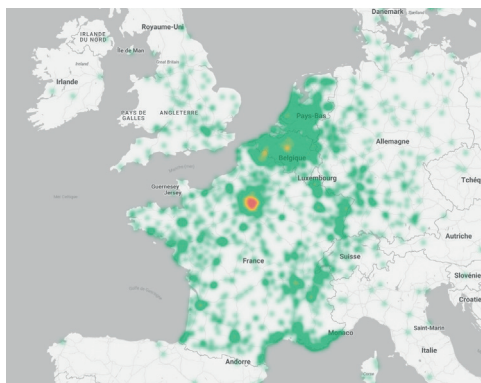 Danemark
Royaume-Uni
IRLANDE
DU NORD
Île de Man
Irlande
PAYS DE
GALLES
ANGLETERRE
Pays-Bas
Allemagne
Belgique
Luxembourg
Tchéq
Guernesey
Jersey
Autriche
France
Suisse
Slovénie
Croatie
Monaco
Saint-Marin
Italie
Andorre